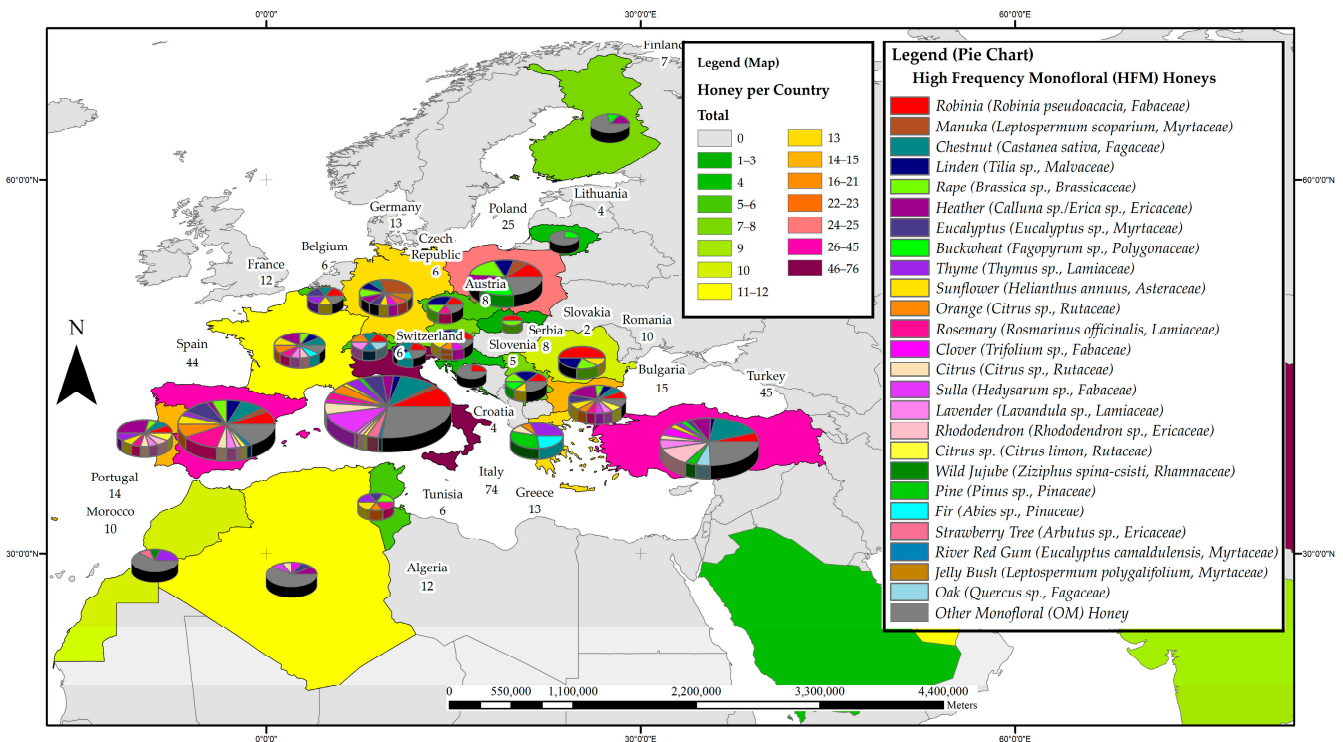 0°0'0"
30°0'0"E
60°0'0"E
Finland
7
Legend (Map)
Honey per Country
Total
0
1–3
4
5–6
7–8
9
10
11–12
13
14–15
16–21
22–23
24–25
26–45
46–76
Legend (Pie Chart)
High Frequency Monofloral (HFM) Honeys
Robinia (Robinia pseudoacacia, Fabaceae)
Manuka (Leptospermum scoparium, Myrtaceae)
Chestnut (Castanea sativa, Fagaceae)
Linden (Tilia sp., Malvaceae)
Rape (Brassica sp., Brassicaceae)
Heather (Calluna sp./Erica sp., Ericaceae)
Eucalyptus (Eucalyptus sp., Myrtaceae)
Buckwheat (Fagopyrum sp., Polygonaceae)
Thyme (Thymus sp., Lamiaceae)
Sunflower (Helianthus annuus, Asteraceae)
Orange (Citrus sp., Rutaceae)
Rosemary (Rosmarinus officinalis, Lamiaceae)
Clover (Trifolium sp., Fabaceae)
Citrus (Citrus sp., Rutaceae)
Sulla (Hedysarum sp., Fabaceae)
Lavender (Lavandula sp., Lamiaceae)
Rhododendron (Rhododendron sp., Ericaceae)
Citrus sp. (Citrus limon, Rutaceae)
Wild Jujube (Ziziphus spina-csisti, Rhamnaceae)
Pine (Pinus sp., Pinaceae)
Fir (Abies sp., Pinuceae)
Strawberry Tree (Arbutus sp., Ericaceae)
River Red Gum (Eucalyptus camaldulensis, Myrtaceae)
Jelly Bush (Leptospermum polygalifolium, Myrtaceae)
Oak (Quercus sp., Fagaceae)
Other Monofloral (OM) Honey
60°0'0"N
60°0'0"N
Lithuania
4
Germany
13
Poland
25
Czech
Republic
6
Belgium
6
France
12
Austria
8
Slovakia
2
Romania
10
Serbia
8
Switzerland
6
Slovenia
5
N
Spain
44
Bulgaria
15
Turkey
45
Croatia
4
Italy
74
Greece
13
Portugal
14
Morocco
10
Tunisia
6
Algeria
12
30°0'0"N
30°0'0"N
0 550,000 1,100,000 2,200,000 3,300,000 4,400,000
Meters
0°0'0"
30°0'0"E
60°0'0"E